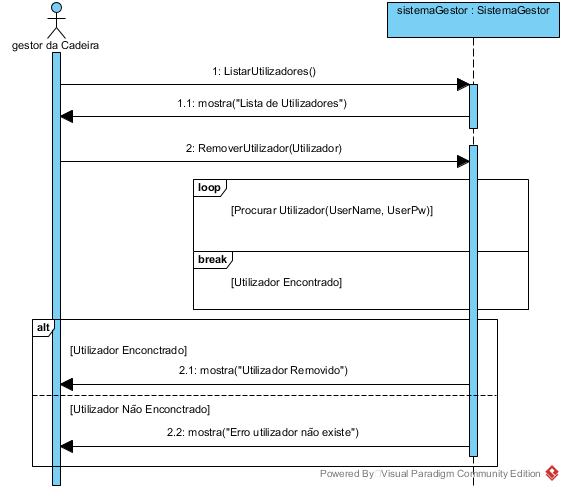 gestor da Cadeira
sistemaGestor : SistemaGestor
1: ListarUtilizadores()
1.1: mostra("Lista de Utilizadores")
2: RemoverUtilizador(Utilizador)
loop
[Procurar Utilizador(UserName, UserPw)]
break
[Utilizador Encontrado]
alt
[Utilizador Enconctrado]
2.1: mostra("Utilizador Removido")
[Utilizador Não Enconctrado]
2.2: mostra("Erro utilizador não existe")
Powered By Visual Paradigm Community Edition